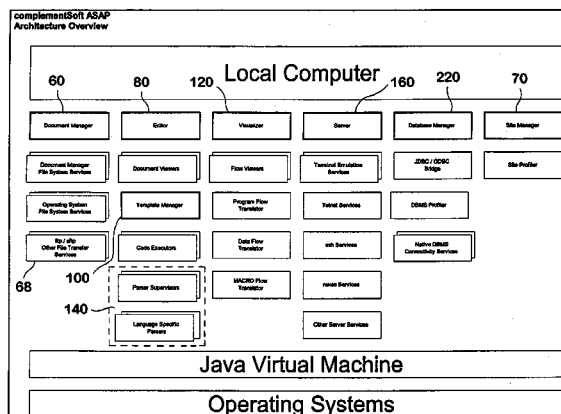 complementSoft ASAP
Architecture Overview
Local Computer
60
80
120
160
220
70
Document Manager
Editor
Visualizer
Server
Database Manager
Site Manager
Document Manager
File System Services
Document Viewers
Flow Viewers
Terminal Emulation
Services
JDBC / ODBC
Bridge
Site Profiler
Operating System
File System Services
Template Manager
Program Flow
Translator
Telnet Services
DBMS Profiler
ftp / sftp
Other File Transfer
Services
Code Executors
Data Flow
Translator
ssh Services
Native DBMS
Connectivity Services
68
100
140
Parser Supervisors
MACRO Flow
Translator
rexec Services
Language Specific
Parsers
Other Server Services
Java Virtual Machine
Operating Systems